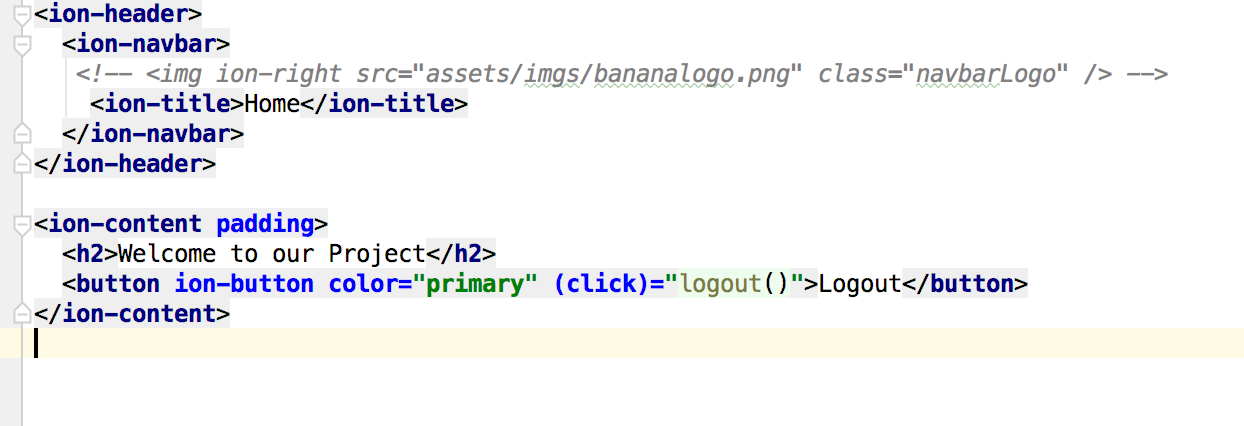 <ion-header>
  <ion-navbar>
   <!-- <img ion-right src="assets/imgs/bananalogo.png" class="navbarLogo" /> -->
    <ion-title>Home</ion-title>
  </ion-navbar>
</ion-header>

<ion-content padding>
  <h2>Welcome to our Project</h2>
  <button ion-button color="primary" (click)="logout()">Logout</button>
</ion-content>